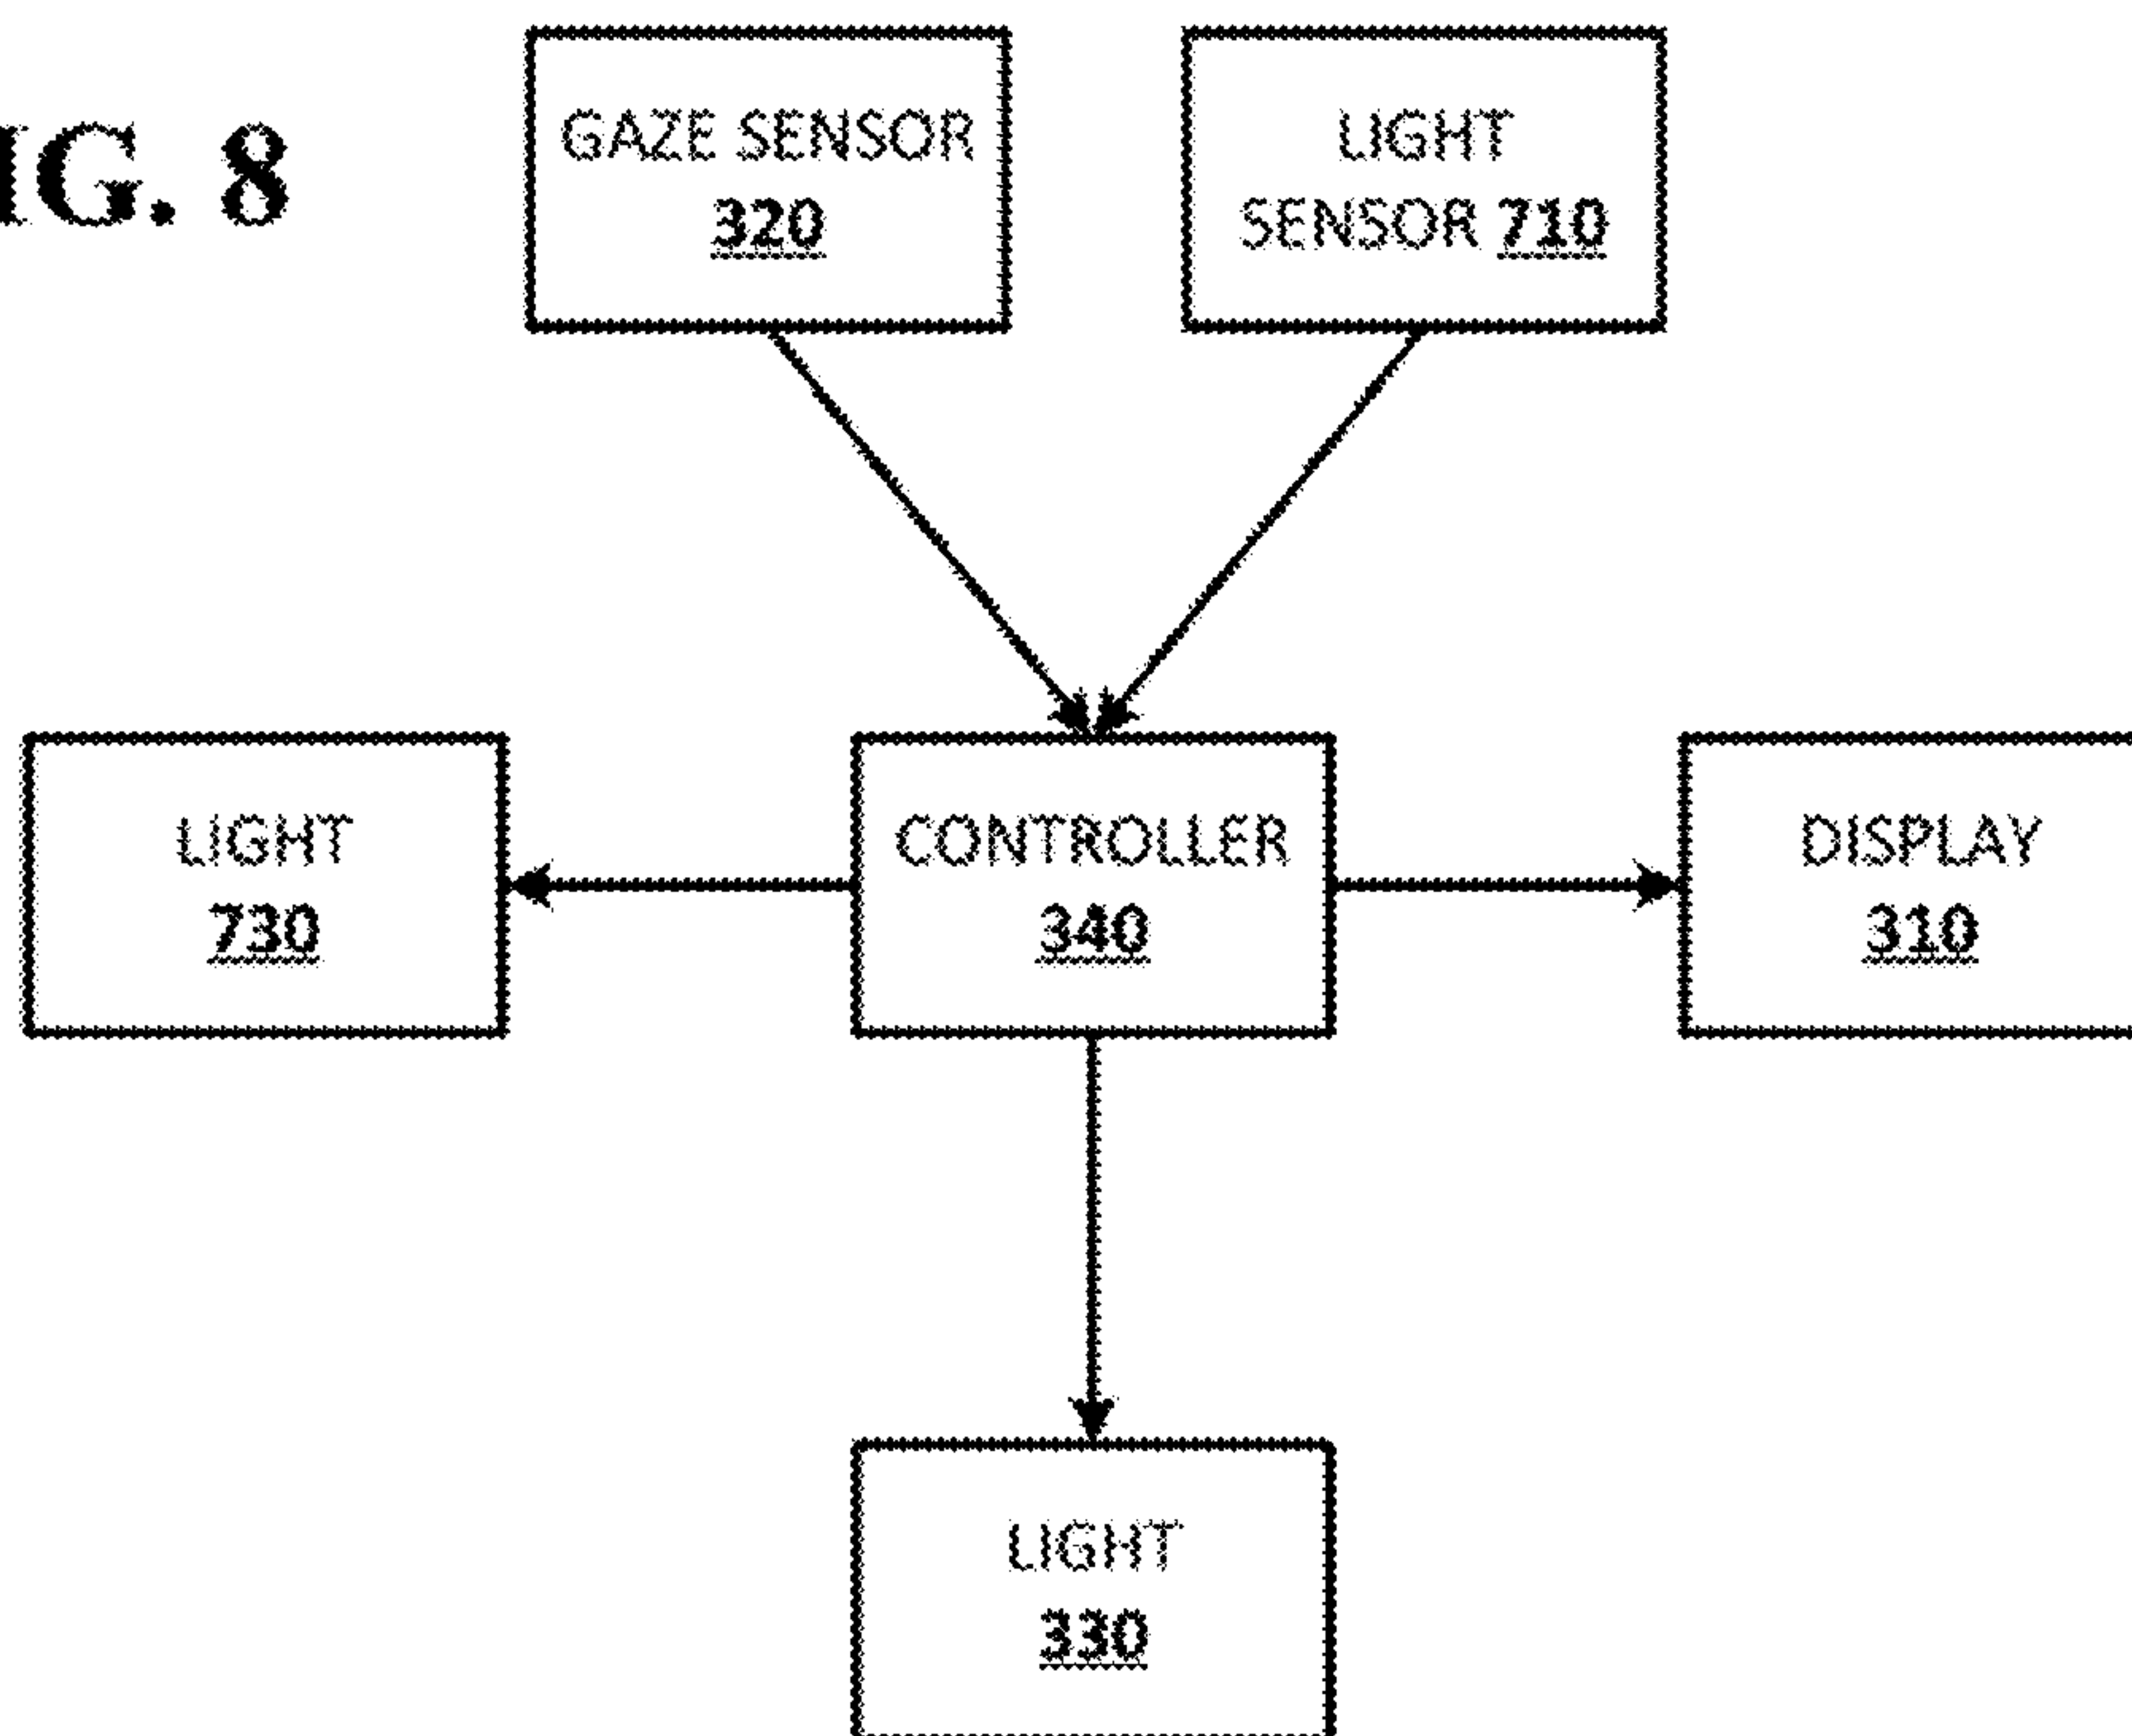 IG. 8
GAZE SENSOR
320
LIGHT
SENSOR 710
LIGHT
730
CONTROLLER
340
DISPLAY
310
LIGHT
330